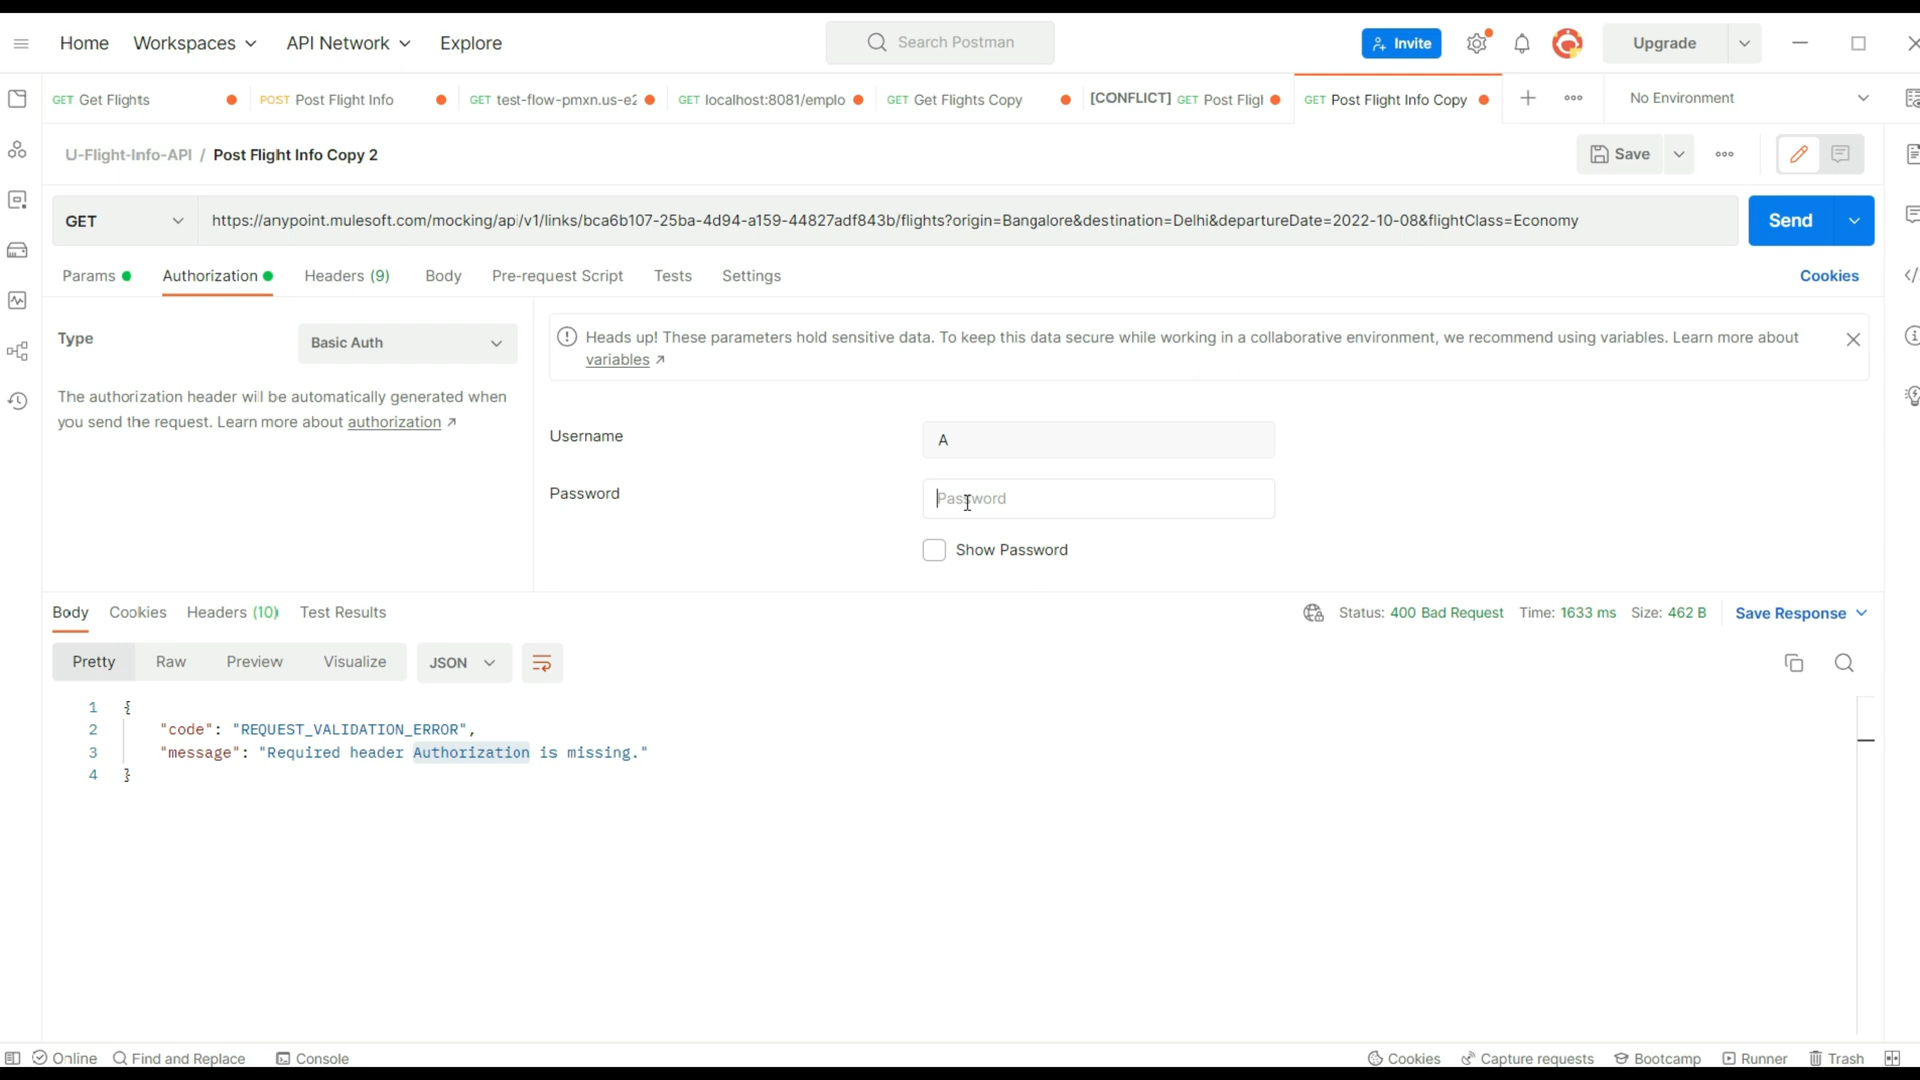 Home Workspaces API Network Explore Search Postman Invite Upgrade
GET Get Flights POST Post Flight Info GET test-flow-pmxn.us-e2 GET localhost:8081/emplo GET Get Flights Copy [CONFLICT] GET Post Fligh GET Post Flight Info Copy No Environment
U-Flight-Info-API / Post Flight Info Copy 2 Save
GET https://anypoint.mulesoft.com/mocking/api/v1/links/bca6b107-25ba-4d94-a159-44827adf843b/flights?origin=Bangalore&destination=Delhi&departureDate=2022-10-08&flightClass=Economy Send
Params Authorization Headers (9) Body Pre-request Script Tests Settings Cookies
Type Basic Auth
The authorization header will be automatically generated when
you send the request. Learn more about authorization ↗
Heads up! These parameters hold sensitive data. To keep this data secure while working in a collaborative environment, we recommend using variables. Learn more about
variables ↗
Username A
Password Password
Show Password
Body Cookies Headers (10) Test Results Status: 400 Bad Request Time: 1633 ms Size: 462 B Save Response
Pretty Raw Preview Visualize JSON
1 {
2 "code": "REQUEST_VALIDATION_ERROR",
3 "message": "Required header Authorization is missing."
4 }
Online Find and Replace Console Cookies Capture requests Bootcamp Runner Trash